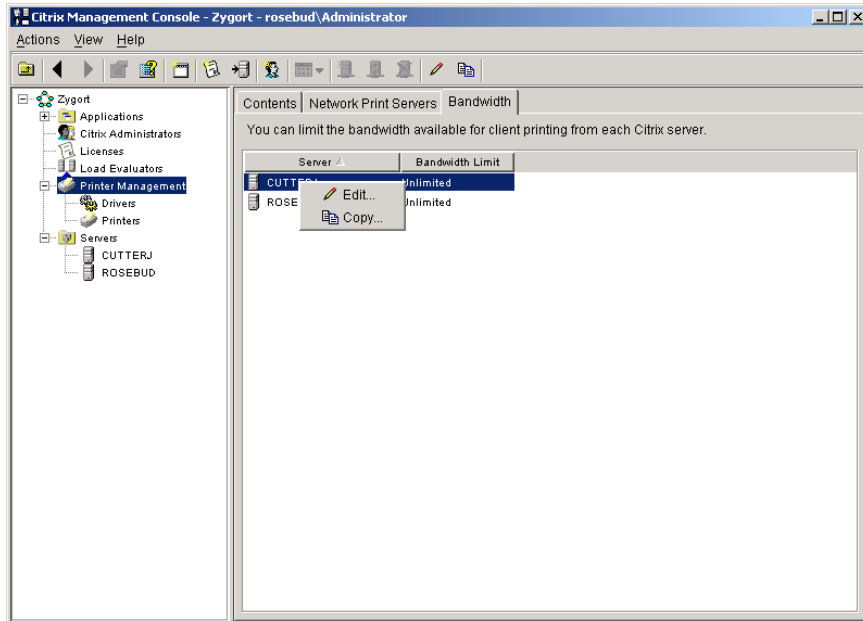 Citrix Management Console - Zygort - rosebud\Administrator
Actions View Help
Zygort
Applications
Citrix Administrators
Licenses
Load Evaluators
Printer Management
Drivers
Printers
Servers
CUTTERJ
ROSEBUD
Contents Network Print Servers Bandwidth
You can limit the bandwidth available for client printing from each Citrix server.
Server Bandwidth Limit
Unlimited
Edit...
ROSE Unlimited
Copy...